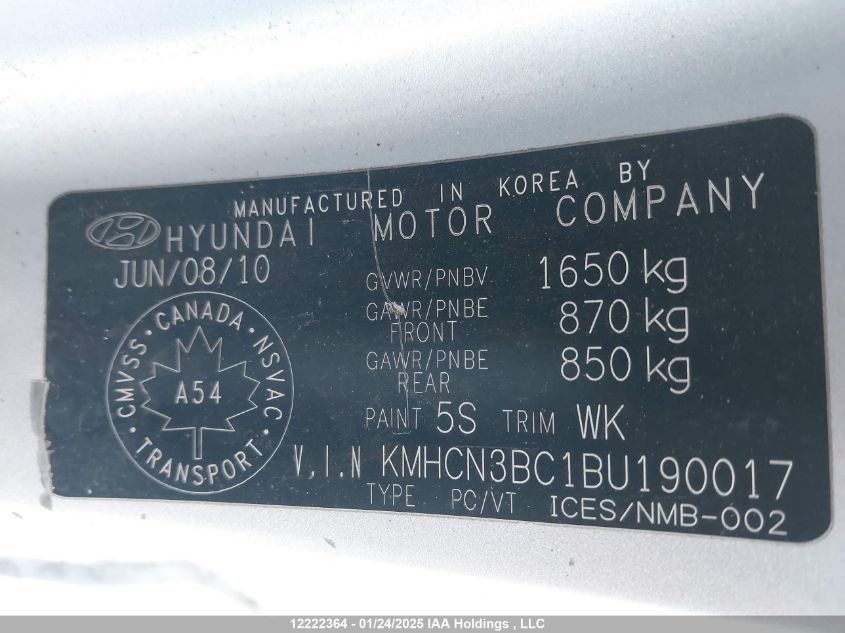 MANUFACTURED IN KOREA BY
HYUNDAI MOTOR COMPANY
JUN/08/10
GVWR/PNBV 1650 kg
GAWR/PNBE FRONT 870 kg
GAWR/PNBE REAR 850 kg
PAINT 5S TRIM WK
CMVSS · CANADA · NSVAC
A54
· TRANSPORT ·
V.I.N KMHCN3BC1BU190017
TYPE PC/VT ICES/NMB-002
12222364 - 01/24/2025 IAA Holdings , LLC